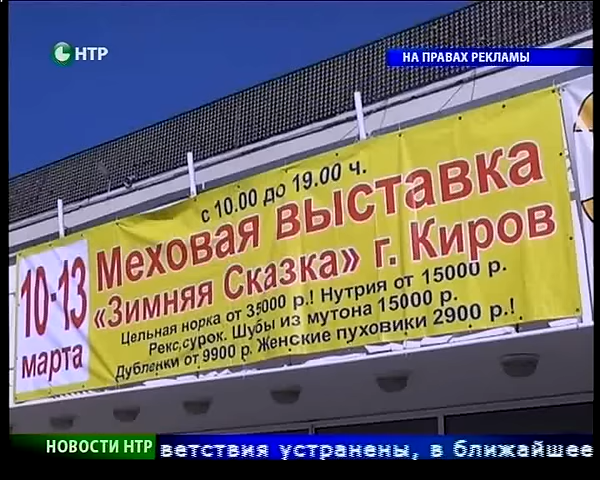 НТР
НА ПРАВАХ РЕКЛАМЫ
с 10.00 до 19.00 ч.
10-13
марта
Меховая выставка
«Зимняя Сказка» г. Киров
Цельная норка от 35000 р.! Нутрия от 15000 р.
Рекс,сурок. Шубы из мутона 15000 р.
Дубленки от 9900 р. Женские пуховики 2900 р.!
НОВОСТИ НТР
ветствия устранены, в ближайшее